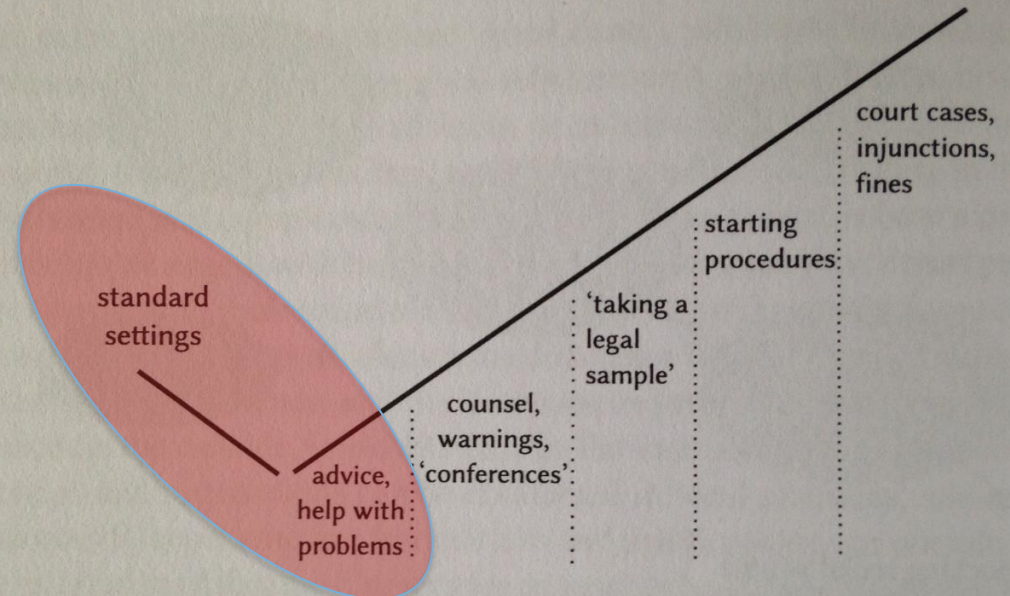 standard
settings
advice,
help with
problems
counsel,
warnings,
‘conferences’
‘taking a
legal
sample’
starting
procedures
court cases,
injunctions,
fines